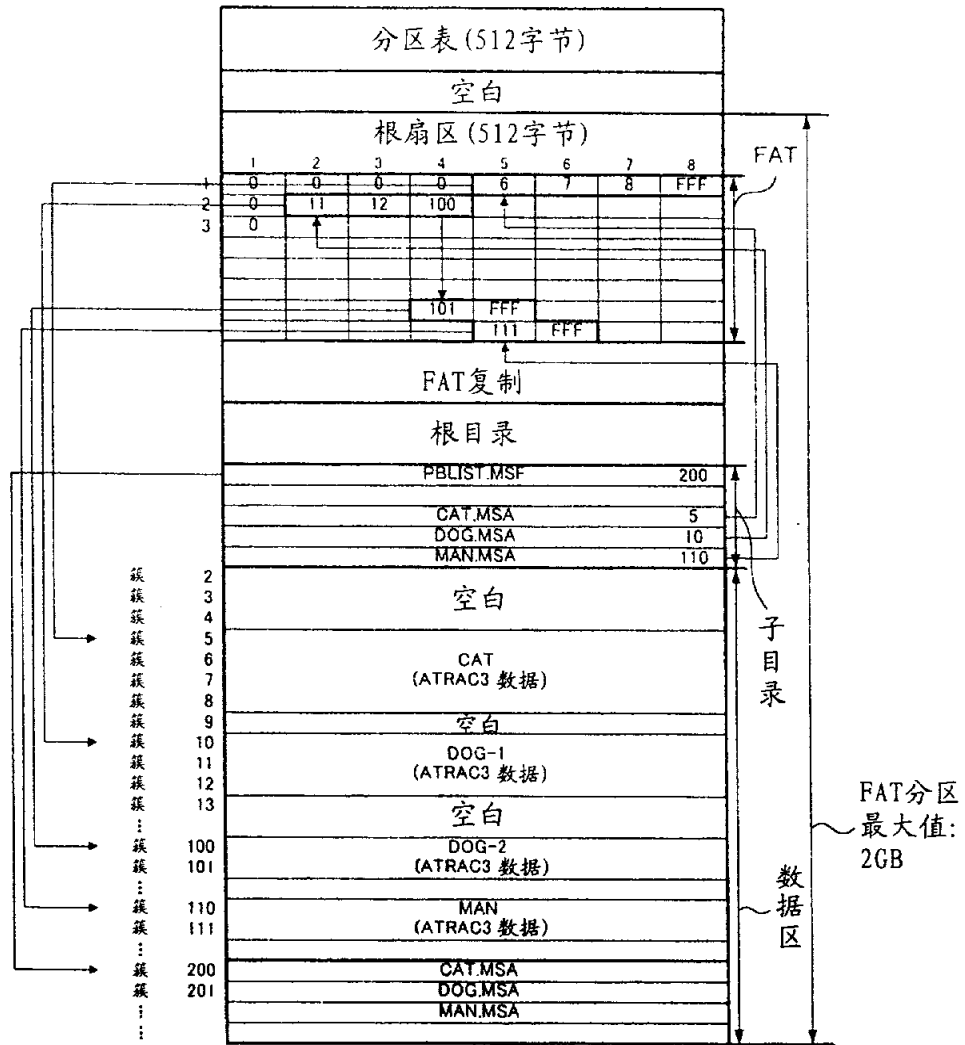 分区表(512字节)
空白
根扇区(512字节)
FAT
1 2 3 4 5 6 7 8
1 0 0 0 0 6 7 8 FFF
2 0 11 12 100
3 0
101 FFF
111 FFF
FAT复制
根目录
PBLIST.MSF 200
CAT.MSA 5
DOG.MSA 10
MAN.MSA 110
子目录
簇 2
簇 3
空白
簇 4
簇 5
簇 6
CAT
簇 7
(ATRAC3 数据)
簇 8
簇 9
空白
簇 10
DOG-1
簇 11
(ATRAC3 数据)
簇 12
簇 13
空白
⋮
簇 100
DOG-2
簇 101
(ATRAC3 数据)
⋮
簇 110
MAN
簇 111
(ATRAC3 数据)
⋮
簇 200
CAT.MSA
簇 201
DOG.MSA
⋮
MAN.MSA
⋮
数据区
FAT分区
最大值:
2GB